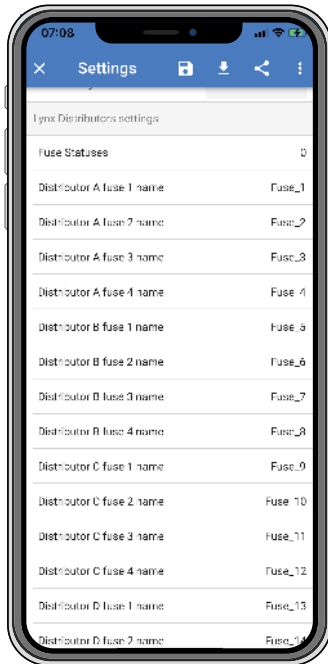 07:08
Settings
Lynx Distributors settings
Fuse Statuses 0
Distributor A fuse 1 name Fuse_1
Distributor A fuse 2 name Fuse_2
Distributor A fuse 3 name Fuse_3
Distributor A fuse 4 name Fuse_4
Distributor B fuse 1 name Fuse_5
Distributor B fuse 2 name Fuse_6
Distributor B fuse 3 name Fuse_7
Distributor B fuse 4 name Fuse_8
Distributor C fuse 1 name Fuse_9
Distributor C fuse 2 name Fuse_10
Distributor C fuse 3 name Fuse_11
Distributor C fuse 4 name Fuse_12
Distributor D fuse 1 name Fuse_13
Distributor D fuse 2 name Fuse_14